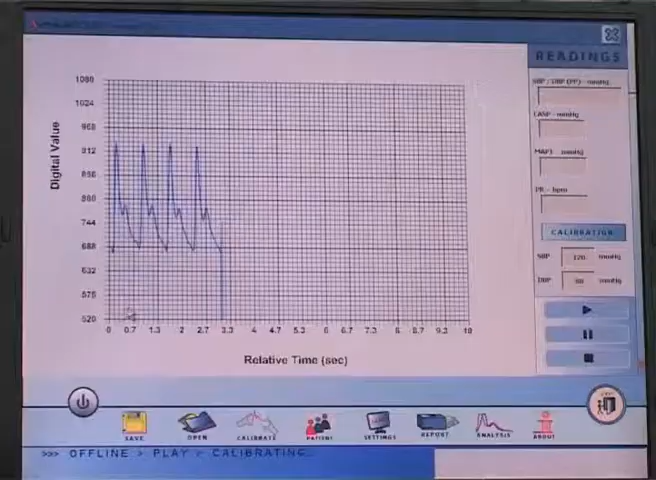 READINGS
SBP / DBP (PP) - mmHg
CASP - mmHg
MAP) mmHg
PR - bpm
CALIBRATION
SBP 120 mmHg
DBP 80 mmHg
Digital Value
1080
1024
968
912
856
800
744
688
632
576
520
0 0.7 1.3 2 2.7 3.3 4 4.7 5.3 6 6.7 7.3 8 8.7 9.3 10
Relative Time (sec)
SAVE OPEN CALIBRATE PATIENT SETTINGS REPORT ANALYSIS ABOUT
>>> OFFLINE > PLAY > CALIBRATING...